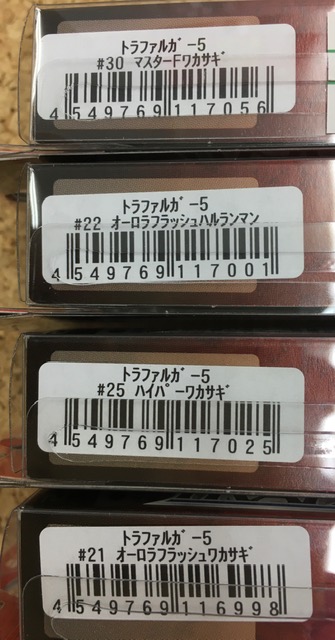 トラファルガ-5
#30 マスターFワカサギ
4 549769 117056
トラファルガ-5
#22 オーロラフラッシュハルランマン
4 549769 117001
トラファルガ-5
#25 ハイパーワカサギ
4 549769 117025
トラファルガ-5
#21 オーロラフラッシュワカサギ
4 549769 116998